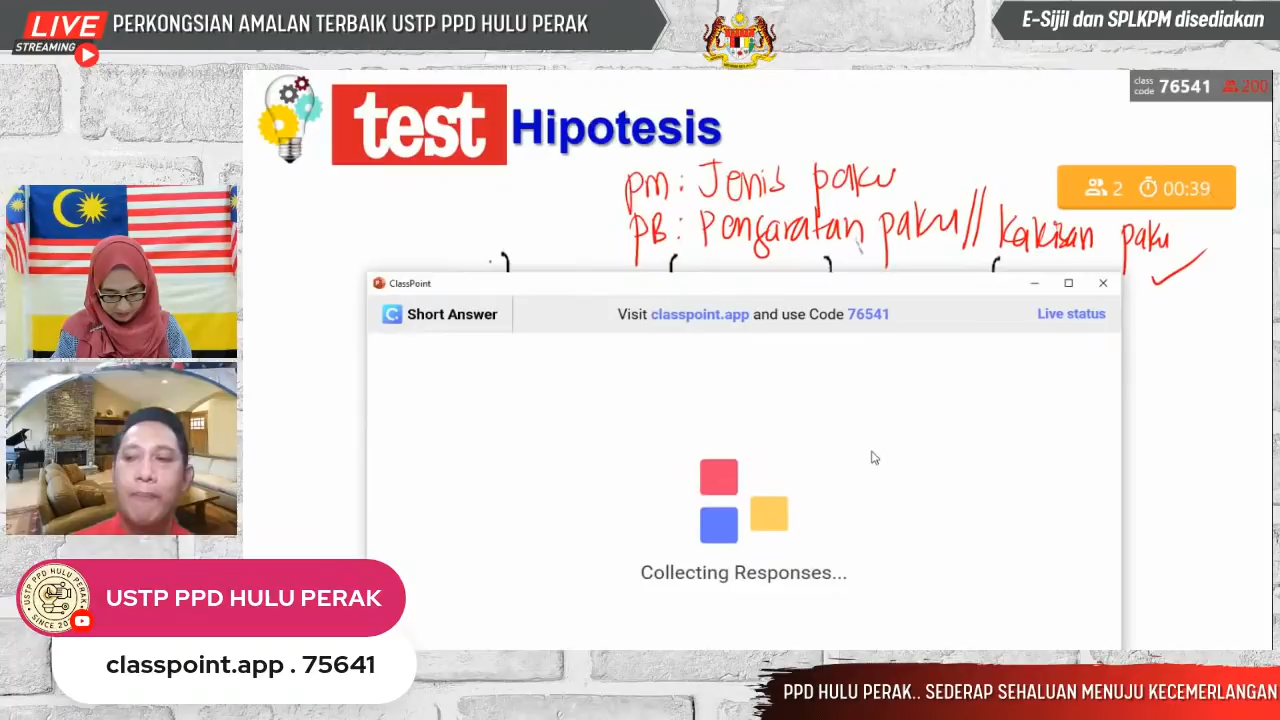 LIVE
STREAMING
PERKONGSIAN AMALAN TERBAIK USTP PPD HULU PERAK
E-Sijil dan SPLKPM disediakan
class code 76541 200
test Hipotesis
PM: Jenis paku
PB: Pengaratan paku // Kakisan paku
2 00:39
ClassPoint
Short Answer
Visit classpoint.app and use Code 76541
Live status
Collecting Responses...
USTP PPD HULU PERAK
classpoint.app . 75641
PPD HULU PERAK.. SEDERAP SEHALUAN MENUJU KECEMERLANGAN